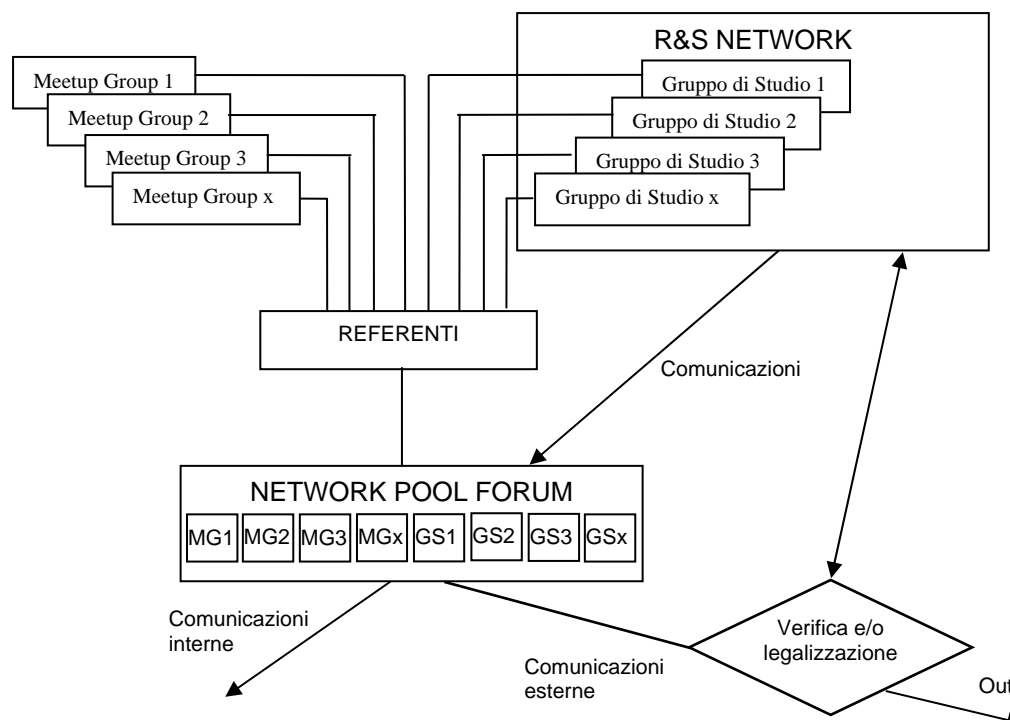 R&S NETWORK
Meetup Group 1
Meetup Group 2
Meetup Group 3
Meetup Group x
Gruppo di Studio 1
Gruppo di Studio 2
Gruppo di Studio 3
Gruppo di Studio x
REFERENTI
Comunicazioni
NETWORK POOL FORUM
MG1 MG2 MG3 MGx GS1 GS2 GS3 GSx
Comunicazioni
interne
Comunicazioni
esterne
Verifica e/o
legalizzazione
Out